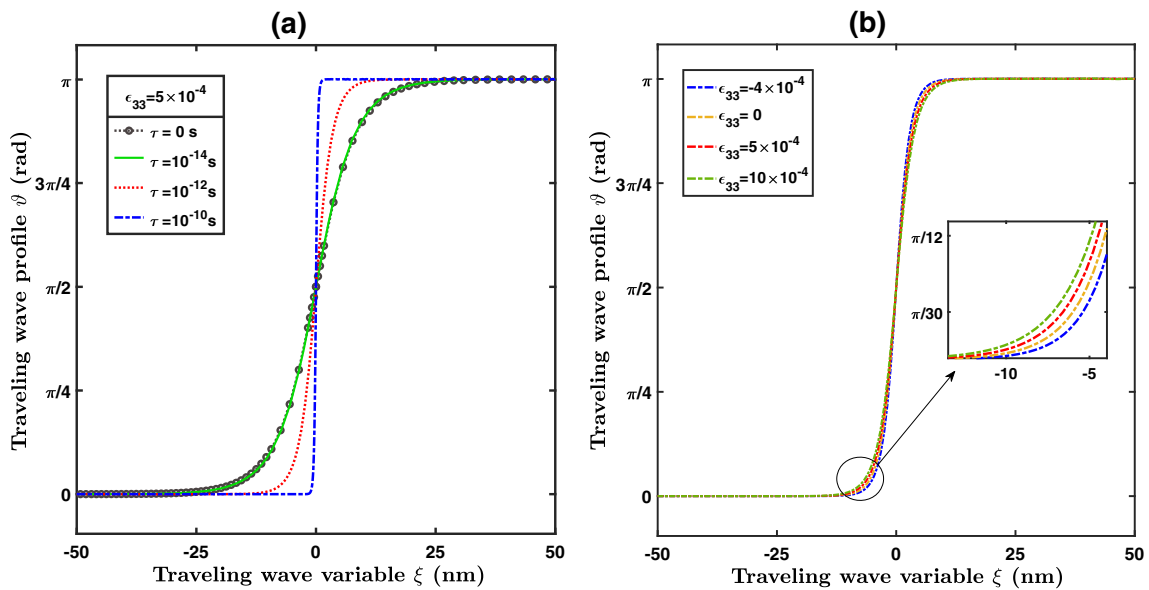 (a)
Traveling wave profile ϑ (rad)
π
3π/4
π/2
π/4
0
ϵ₃₃=5×10⁻⁴
τ = 0 s
τ =10⁻¹⁴s
τ =10⁻¹²s
τ =10⁻¹⁰s
-50
-25
0
25
50
Traveling wave variable ξ (nm)
(b)
Traveling wave profile ϑ (rad)
π
3π/4
π/2
π/4
0
ϵ₃₃=-4×10⁻⁴
ϵ₃₃= 0
ϵ₃₃=5×10⁻⁴
ϵ₃₃=10×10⁻⁴
π/12
π/30
-10
-5
-50
-25
0
25
50
Traveling wave variable ξ (nm)